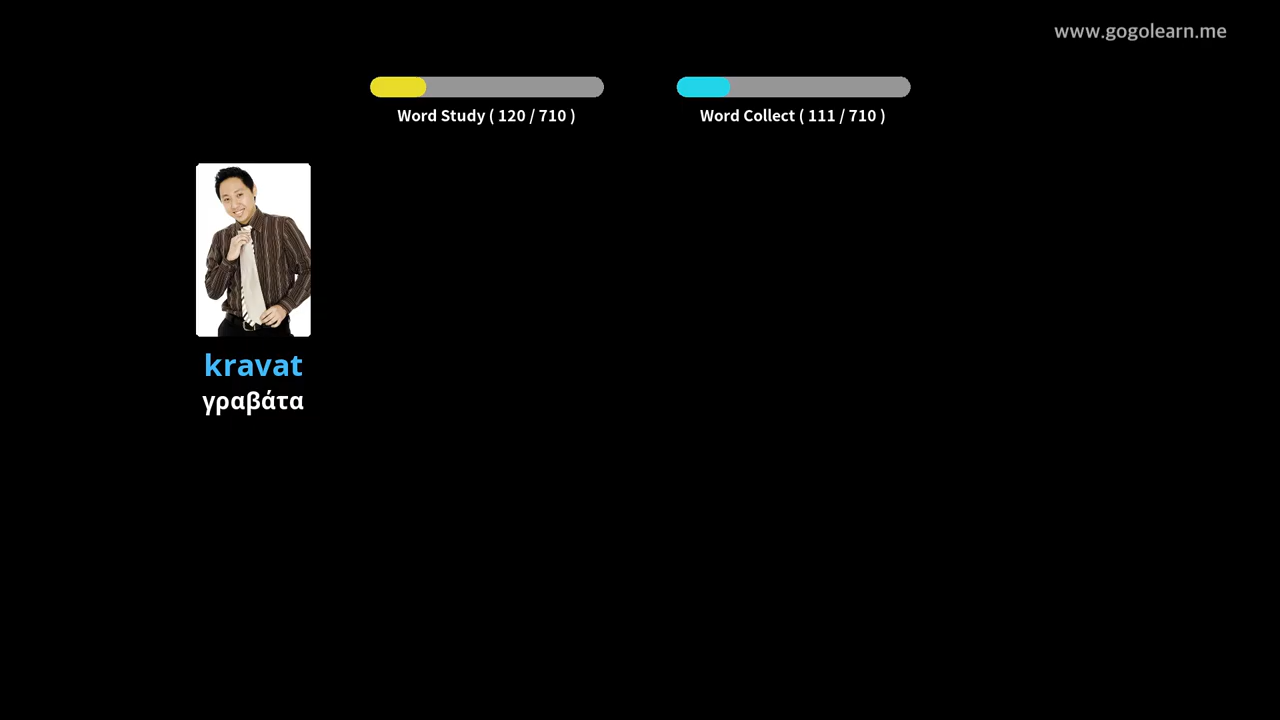 www.gogolearn.me
Word Study ( 120 / 710 )
Word Collect ( 111 / 710 )
kravat
γραβάτα